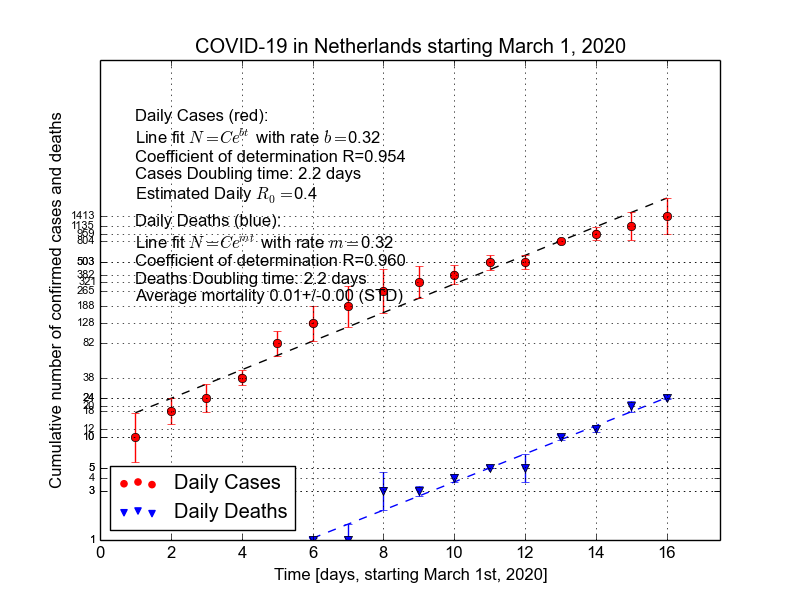 COVID-19 in Netherlands starting March 1, 2020
Cumulative number of confirmed cases and deaths
Daily Cases (red):
Line fit N=Ce^{bt} with rate b=0.32
Coefficient of determination R=0.954
Cases Doubling time: 2.2 days
Estimated Daily R_0=0.4
Daily Deaths (blue):
Line fit N=Ce^{mt} with rate m=0.32
Coefficient of determination R=0.960
Deaths Doubling time: 2.2 days
Average mortality 0.01+/-0.00 (STD)
1413
1135
959
804
503
382
321
265
188
128
82
38
24
20
18
12
10
5
4
3
1
Daily Cases
Daily Deaths
0 2 4 6 8 10 12 14 16
Time [days, starting March 1st, 2020]